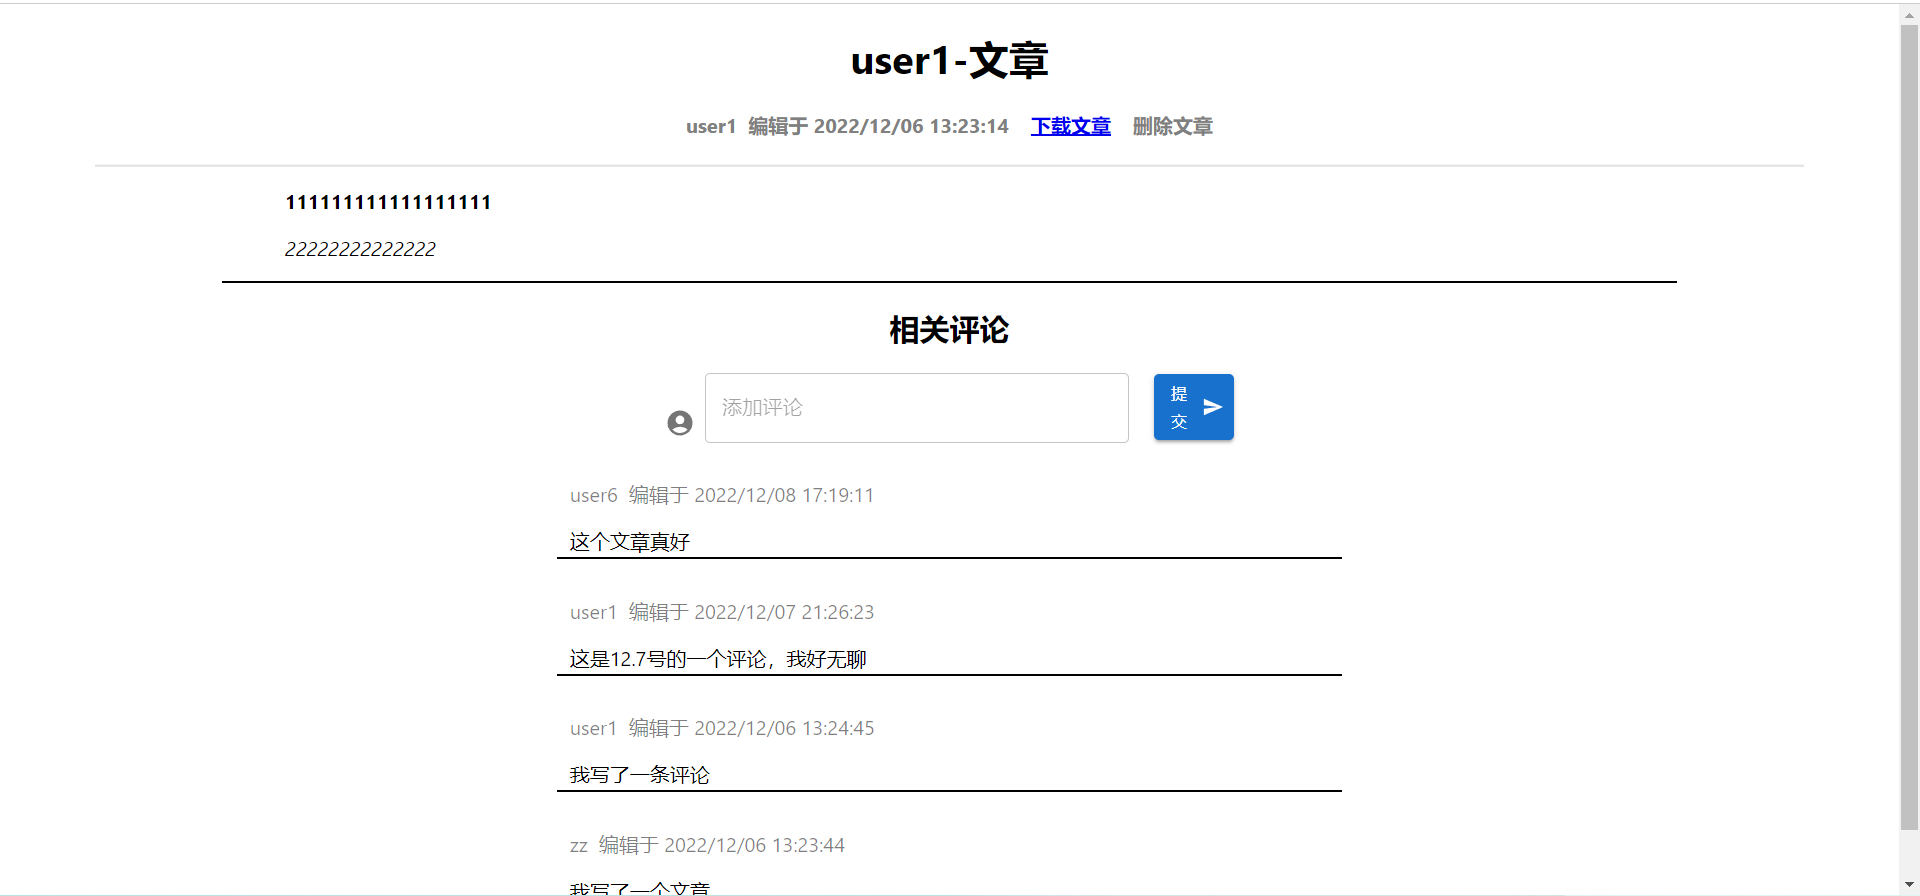 user1-文章
user1 编辑于 2022/12/06 13:23:14 下载文章 删除文章
111111111111111111
22222222222222
相关评论
添加评论
提
交
user6 编辑于 2022/12/08 17:19:11
这个文章真好
user1 编辑于 2022/12/07 21:26:23
这是12.7号的一个评论，我好无聊
user1 编辑于 2022/12/06 13:24:45
我写了一条评论
zz 编辑于 2022/12/06 13:23:44
我写了一个文章